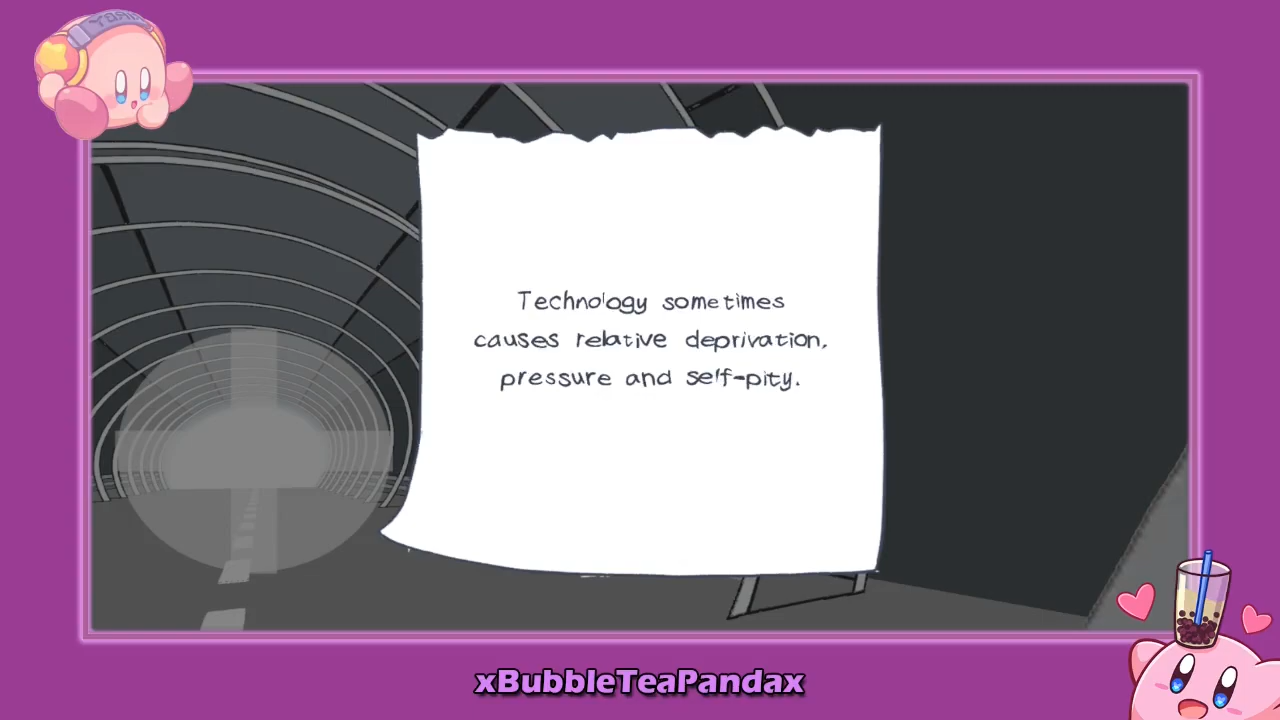 Technology sometimes
causes relative deprivation,
pressure and self-pity.
xBubbleTeaPandax